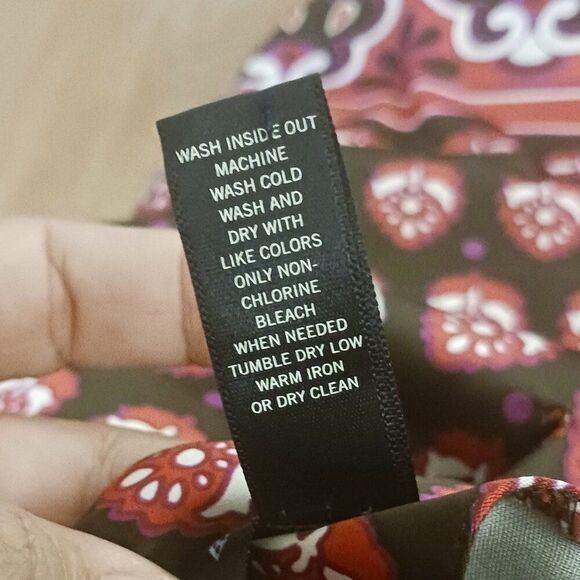 WASH INSIDE OUT
MACHINE
WASH COLD
WASH AND
DRY WITH
LIKE COLORS
ONLY NON-
CHLORINE
BLEACH
WHEN NEEDED
TUMBLE DRY LOW
WARM IRON
OR DRY CLEAN